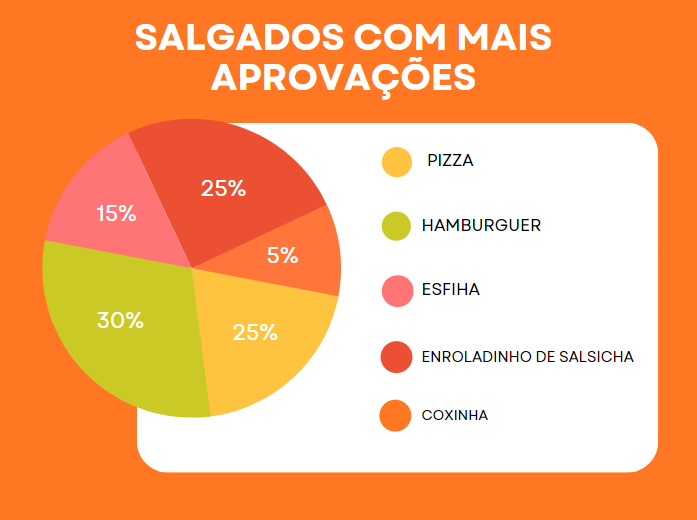 SALGADOS COM MAIS
APROVAÇÕES
25%
15%
5%
30%
25%
PIZZA
HAMBURGUER
ESFIHA
ENROLADINHO DE SALSICHA
COXINHA